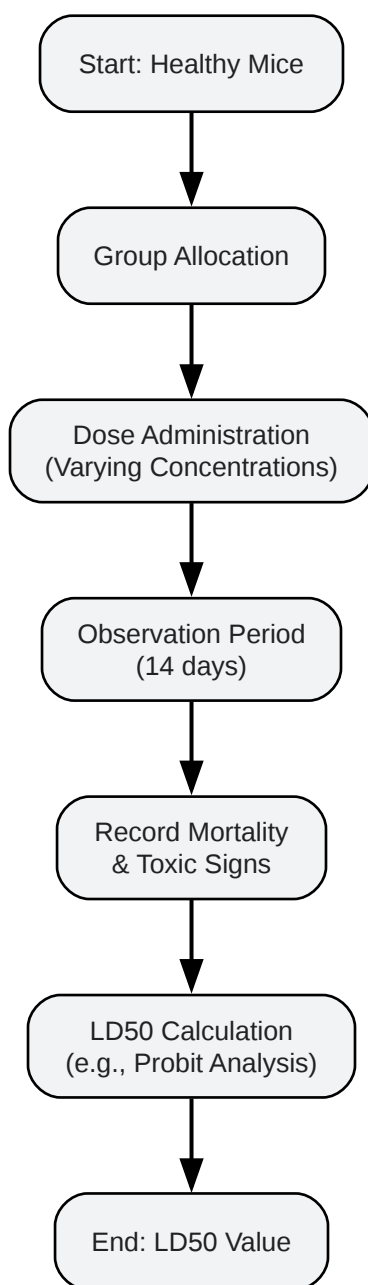 Start: Healthy Mice
Group Allocation
Dose Administration
(Varying Concentrations)
Observation Period
(14 days)
Record Mortality
& Toxic Signs
LD50 Calculation
(e.g., Probit Analysis)
End: LD50 Value